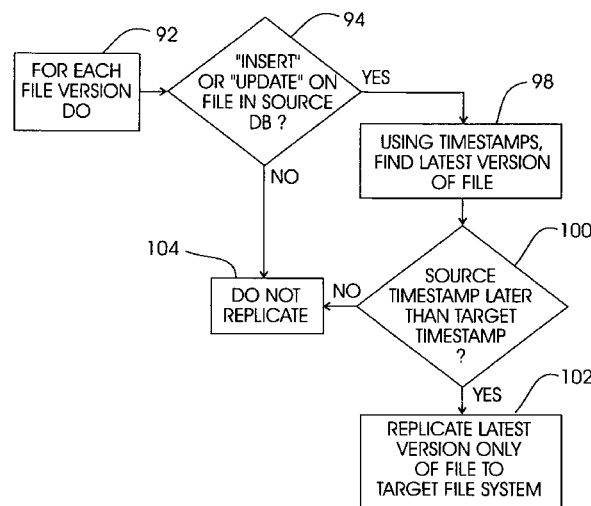 92
FOR EACH
FILE VERSION
DO
94
"INSERT"
OR "UPDATE" ON
FILE IN SOURCE
DB ?
YES
NO
98
USING TIMESTAMPS,
FIND LATEST VERSION
OF FILE
100
SOURCE
TIMESTAMP LATER
THAN TARGET
TIMESTAMP
?
NO
YES
104
DO NOT
REPLICATE
102
REPLICATE LATEST
VERSION ONLY
OF FILE TO
TARGET FILE SYSTEM